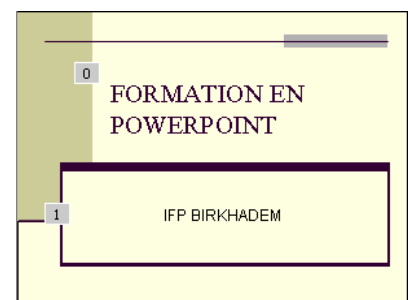 0
FORMATION EN
POWERPOINT
1
IFP BIRKHADEM